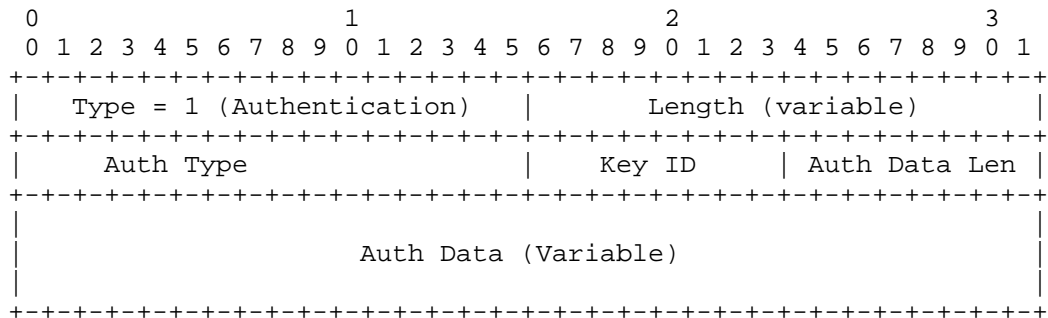 0                   1                   2                   3
 0 1 2 3 4 5 6 7 8 9 0 1 2 3 4 5 6 7 8 9 0 1 2 3 4 5 6 7 8 9 0 1
+-+-+-+-+-+-+-+-+-+-+-+-+-+-+-+-+-+-+-+-+-+-+-+-+-+-+-+-+-+-+-+-+
|   Type = 1 (Authentication)   |       Length (variable)       |
+-+-+-+-+-+-+-+-+-+-+-+-+-+-+-+-+-+-+-+-+-+-+-+-+-+-+-+-+-+-+-+-+
|     Auth Type                 |    Key ID     | Auth Data Len |
+-+-+-+-+-+-+-+-+-+-+-+-+-+-+-+-+-+-+-+-+-+-+-+-+-+-+-+-+-+-+-+-+
|                                                               |
|                     Auth Data (Variable)                      |
|                                                               |
+-+-+-+-+-+-+-+-+-+-+-+-+-+-+-+-+-+-+-+-+-+-+-+-+-+-+-+-+-+-+-+-+